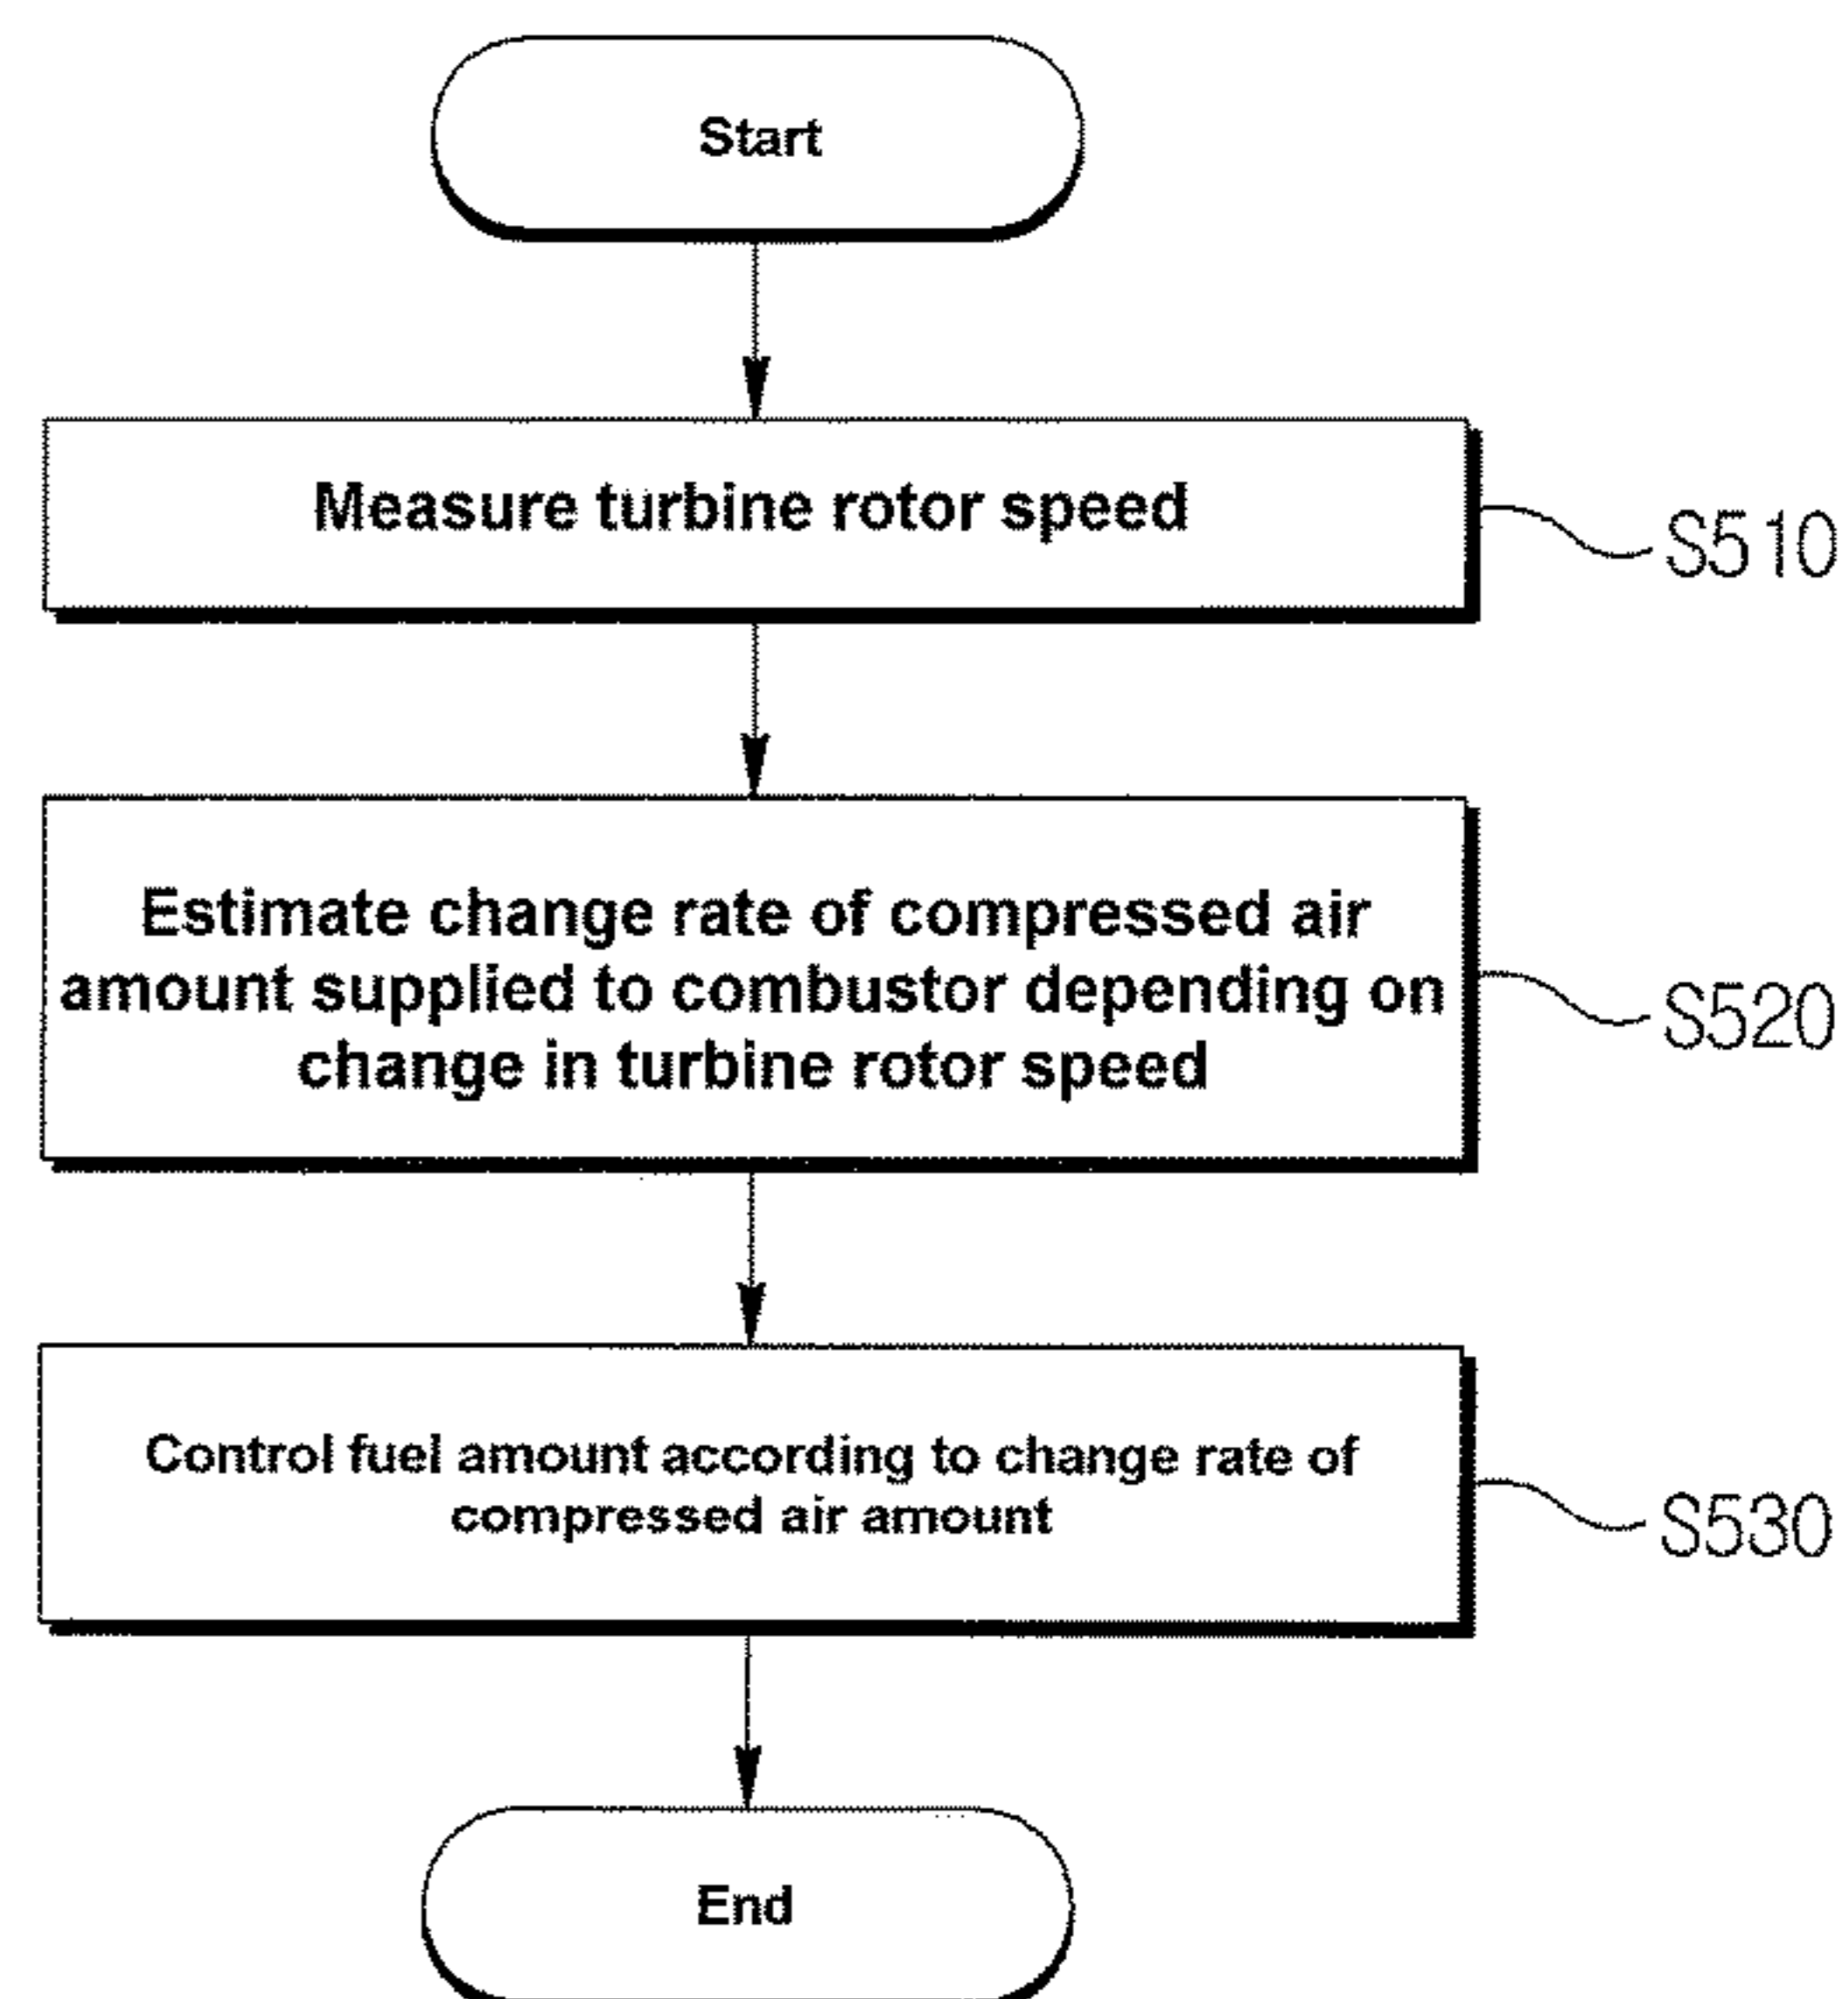 Start
Measure turbine rotor speed
S510
Estimate change rate of compressed air
amount supplied to combustor depending on
change in turbine rotor speed
S520
Control fuel amount according to change rate of
compressed air amount
S530
End